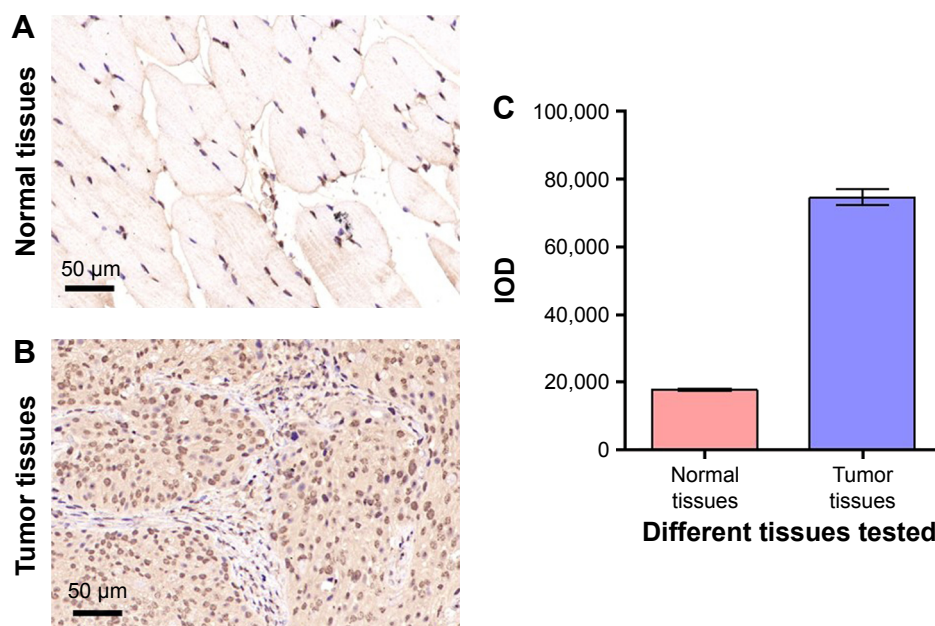 A
Normal tissues
50 µm
B
Tumor tissues
50 µm
C
100,000
80,000
60,000
40,000
20,000
0
IOD
Normal
tissues
Tumor
tissues
Different tissues tested